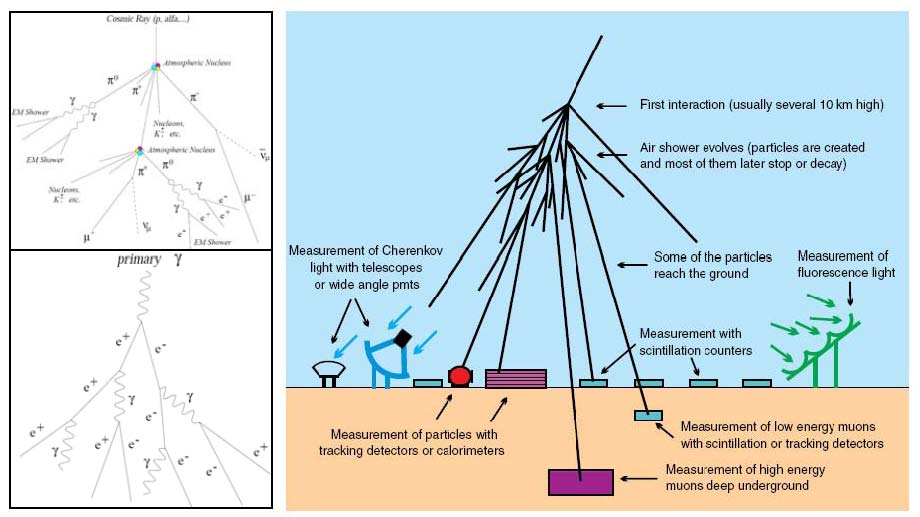 Cosmic Ray (p, alfa....)
Atmospheric Nucleus
π⁰
π⁺
π⁻
γ
γ
EM Shower
EM Shower
Nucleons,
K±, etc.
Atmospheric Nucleus
π⁺
π⁰
ν̄μ
Nucleons,
K±, etc.
γ
γ
e⁻
e⁺
e⁺
e⁻
μ⁻
μ⁺
νμ
EM Shower
primary γ
e⁺
e⁻
e⁺
γ
e⁻
γ
e⁺
γ
e⁺
e⁻
γ
e⁻
e⁻
e⁺
First interaction (usually several 10 km high)
Air shower evolves (particles are created
and most of them later stop or decay)
Measurement of Cherenkov
light with telescopes
or wide angle pmts
Some of the particles
reach the ground
Measurement of
fluorescence light
Measurement with
scintillation counters
Measurement of particles with
tracking detectors or calorimeters
Measurement of low energy muons
with scintillation or tracking detectors
Measurement of high energy
muons deep underground